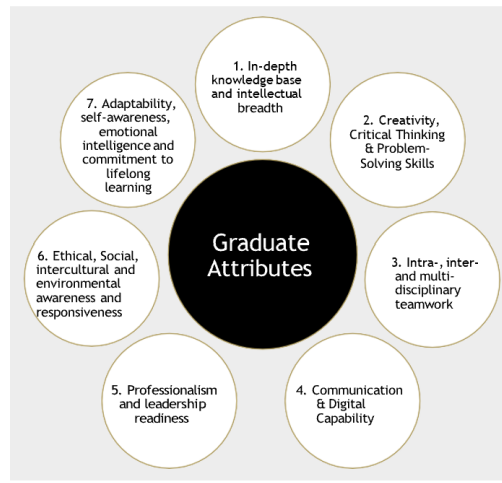 1. In-depth
knowledge base
and intellectual
breadth
2. Creativity,
Critical Thinking
& Problem-
Solving Skills
3. Intra-, inter-
and multi-
disciplinary
teamwork
4. Communication
& Digital
Capability
5. Professionalism
and leadership
readiness
6. Ethical, Social,
intercultural and
environmental
awareness and
responsiveness
7. Adaptability,
self-awareness,
emotional
intelligence and
commitment to
lifelong
learning
Graduate
Attributes